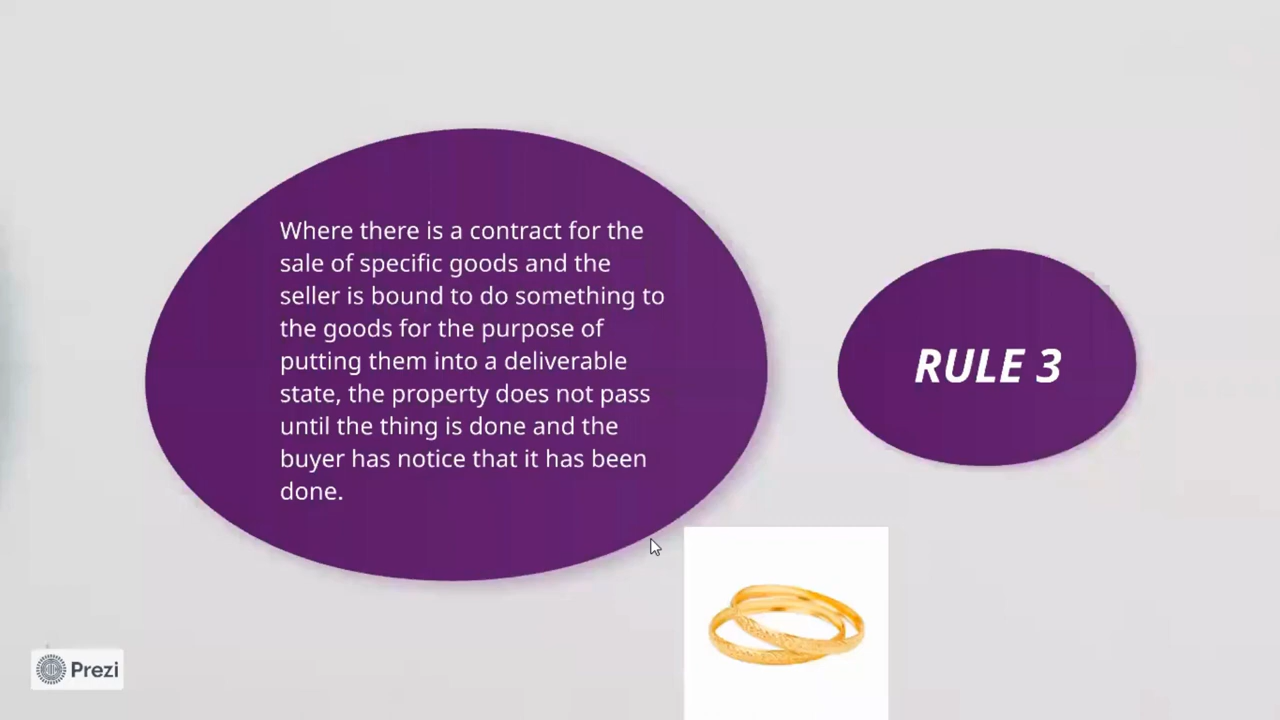 Where there is a contract for the
sale of specific goods and the
seller is bound to do something to
the goods for the purpose of
putting them into a deliverable
state, the property does not pass
until the thing is done and the
buyer has notice that it has been
done.
RULE 3
Prezi